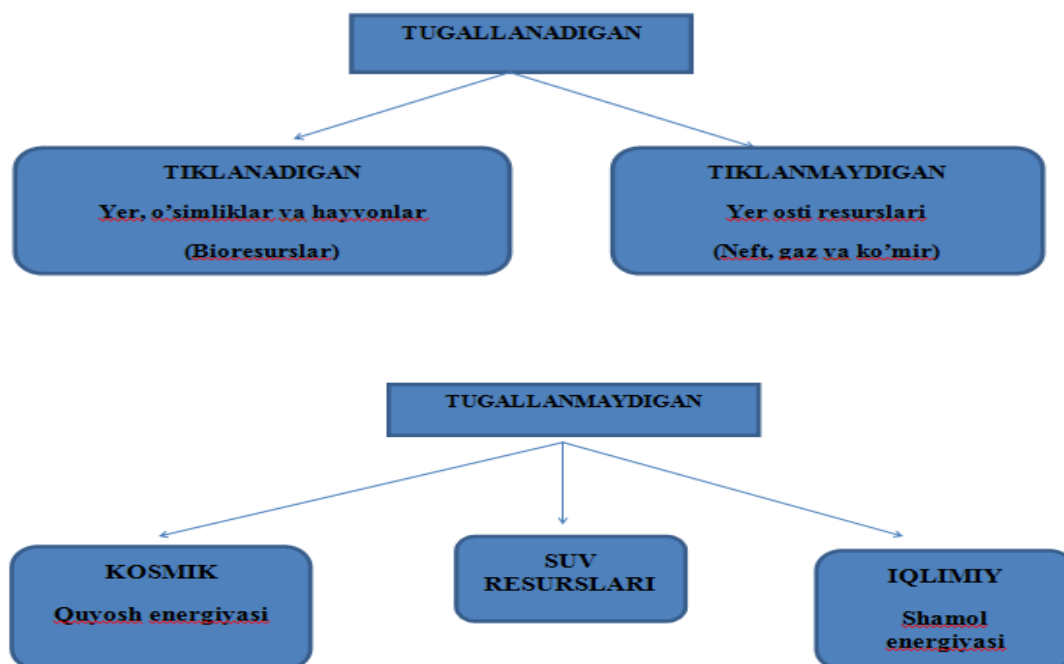 TUGALLANADIGAN
TIKLANADIGAN
Yer, o’simliklar va hayvonlar
(Bioresurslar)
TIKLANMAYDIGAN
Yer osti resurslari
(Neft, gaz va ko’mir)
TUGALLANMAYDIGAN
KOSMIK
Quyosh energiyasi
SUV
RESURSLARI
IQLIMIY
Shamol
energiyasi